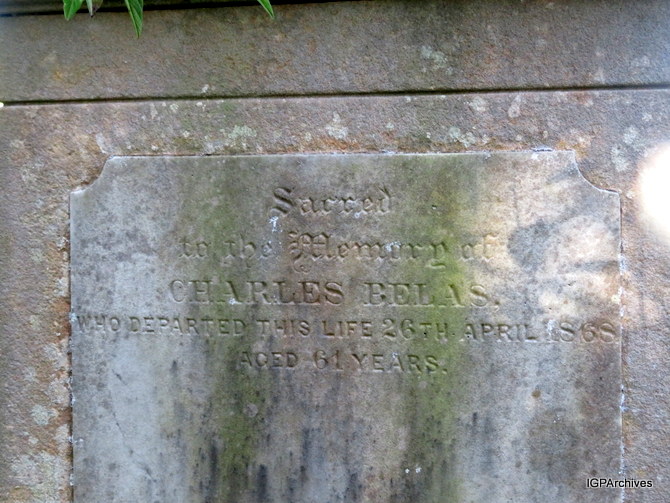 Sacred
to the Memory of
CHARLES BELAS.
WHO DEPARTED THIS LIFE 26TH APRIL 1868
AGED 61 YEARS.
IGPArchives